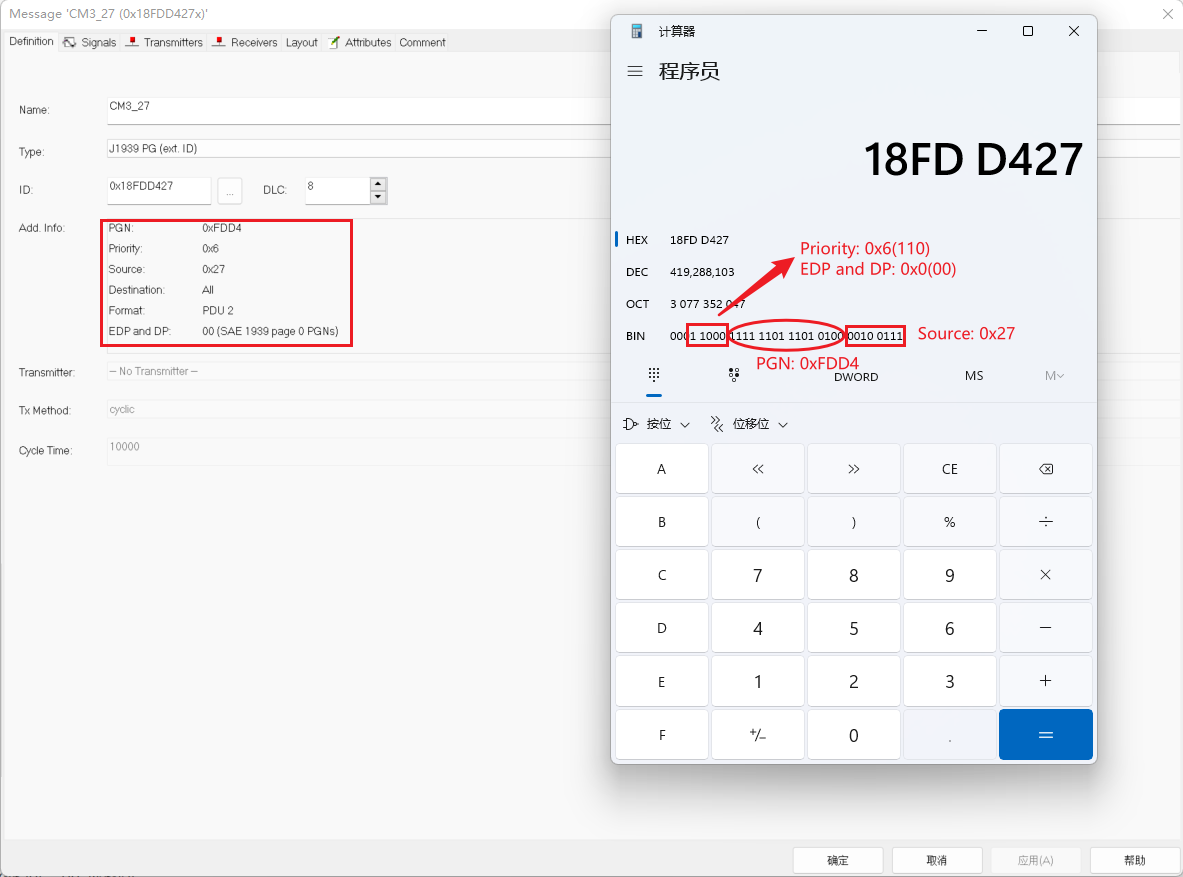 Message 'CM3_27 (0x18FDD427x)'
Definition Signals Transmitters Receivers Layout Attributes Comment
Name: CM3_27
Type: J1939 PG (ext. ID)
ID: 0x18FDD427 ... DLC: 8
Add. Info: PGN: 0xFDD4
Priority: 0x6
Source: 0x27
Destination: All
Format: PDU 2
EDP and DP: 00 (SAE 1939 page 0 PGNs)
Transmitter: -- No Transmitter --
Tx Method: cyclic
Cycle Time: 10000
计算器
程序员
18FD D427
HEX 18FD D427
DEC 419,288,103
OCT 3 077 352 047
BIN 0001 1000 1111 1101 1101 0100 0010 0111
Priority: 0x6(110)
EDP and DP: 0x0(00)
Source: 0x27
PGN: 0xFDD4
DWORD MS M
按位 位移位
A << >> CE
B ( ) % ÷
C 7 8 9 ×
D 4 5 6 −
E 1 2 3 +
F +/− 0 . =
确定 取消 应用(A) 帮助